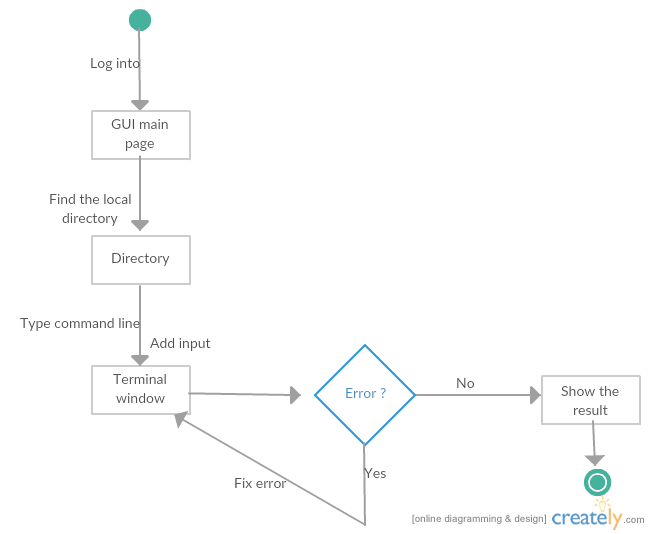 Log into
GUI main
page
Find the local
directory
Directory
Type command line
Add input
Terminal
window
Error ?
No
Show the
result
Yes
Fix error
[online diagramming & design] creately.com